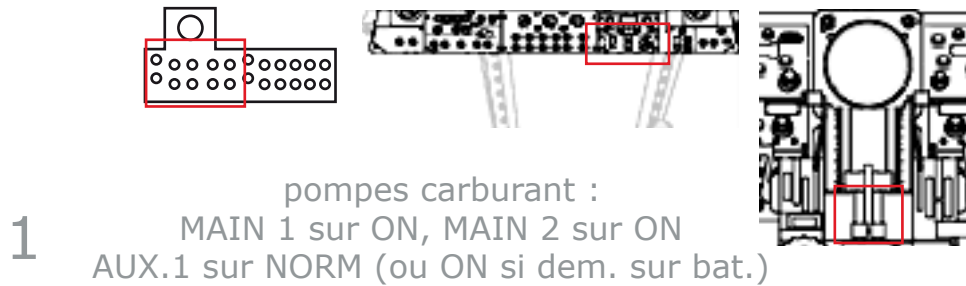 pompes carburant :
1 MAIN 1 sur ON, MAIN 2 sur ON
AUX.1 sur NORM (ou ON si dem. sur bat.)